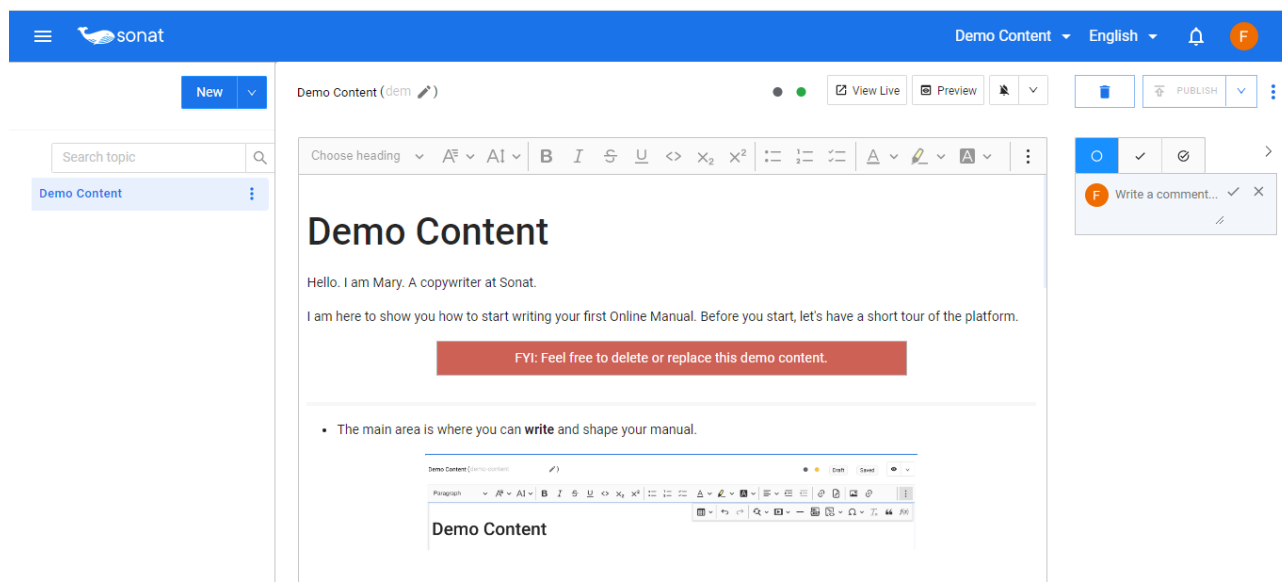 sonat
Demo Content
English
F
New
Demo Content (dem )
View Live
Preview
PUBLISH
Search topic
Choose heading
Demo Content
Write a comment...
F
Demo Content
Hello. I am Mary. A copywriter at Sonat.
I am here to show you how to start writing your first Online Manual. Before you start, let's have a short tour of the platform.
FYI: Feel free to delete or replace this demo content.
• The main area is where you can write and shape your manual.
Demo Content (demo-content )
Draft
Saved
Paragraph
Demo Content